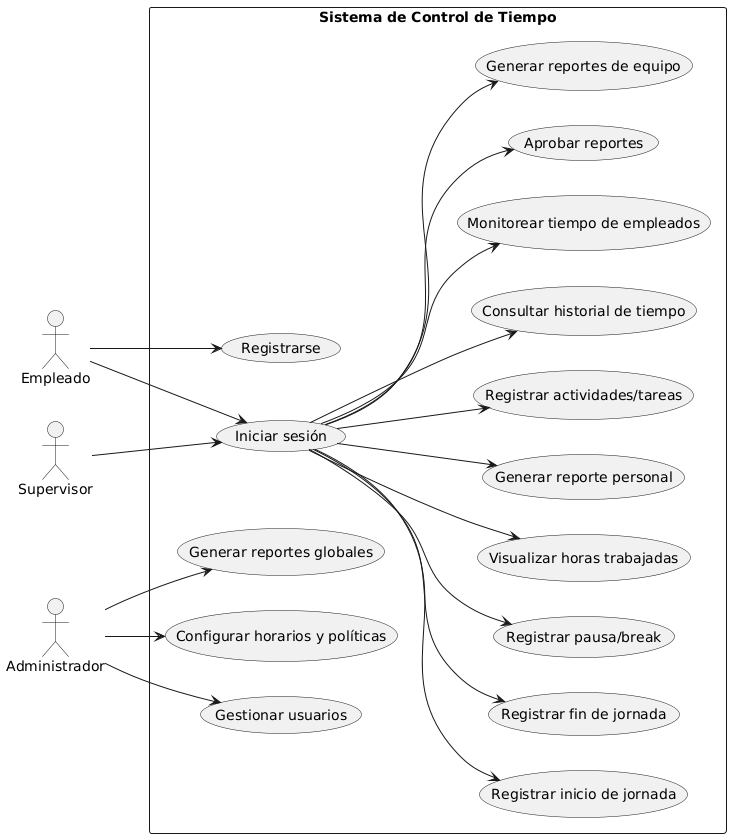 Sistema de Control de Tiempo
Generar reportes de equipo
Aprobar reportes
Monitorear tiempo de empleados
Consultar historial de tiempo
Registrarse
Empleado
Registrar actividades/tareas
Iniciar sesión
Generar reporte personal
Supervisor
Generar reportes globales
Visualizar horas trabajadas
Configurar horarios y políticas
Registrar pausa/break
Administrador
Gestionar usuarios
Registrar fin de jornada
Registrar inicio de jornada